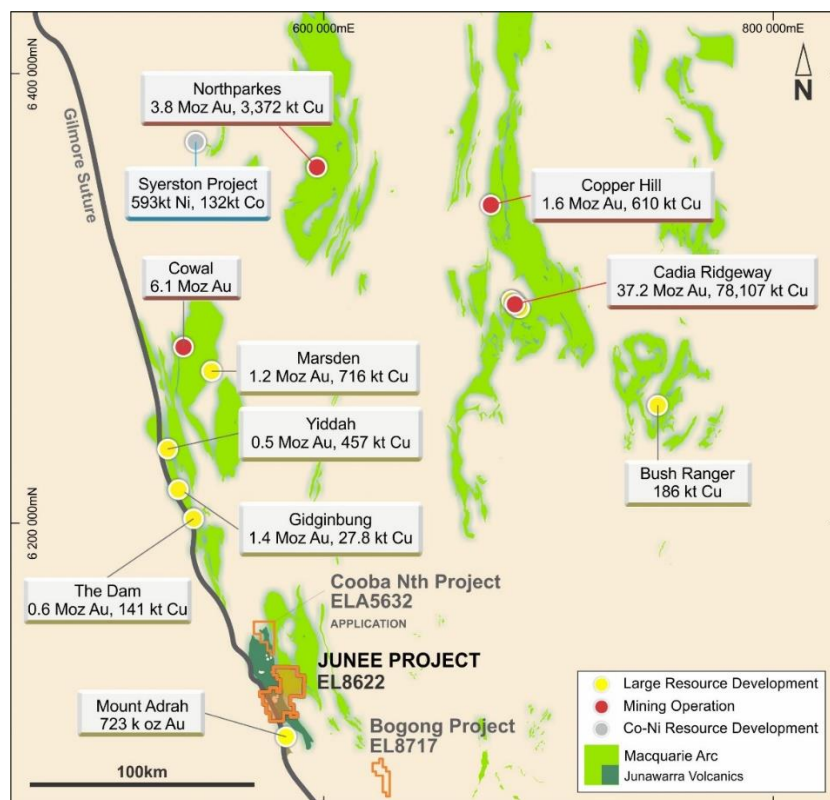 600 000mE
800 000mE
6 400 000mN
N
Gilmore Suture
Northparkes
3.8 Moz Au, 3,372 kt Cu
Syerston Project
593kt Ni, 132kt Co
Copper Hill
1.6 Moz Au, 610 kt Cu
Cowal
6.1 Moz Au
Cadia Ridgeway
37.2 Moz Au, 78,107 kt Cu
Marsden
1.2 Moz Au, 716 kt Cu
Yiddah
0.5 Moz Au, 457 kt Cu
Bush Ranger
186 kt Cu
Gidginbung
1.4 Moz Au, 27.8 kt Cu
6 200 000mN
The Dam
0.6 Moz Au, 141 kt Cu
Cooba Nth Project
ELA5632
APPLICATION
JUNEE PROJECT
EL8622
Mount Adrah
723 k oz Au
Bogong Project
EL8717
100km
Large Resource Development
Mining Operation
Co-Ni Resource Development
Macquarie Arc
Junawarra Volcanics